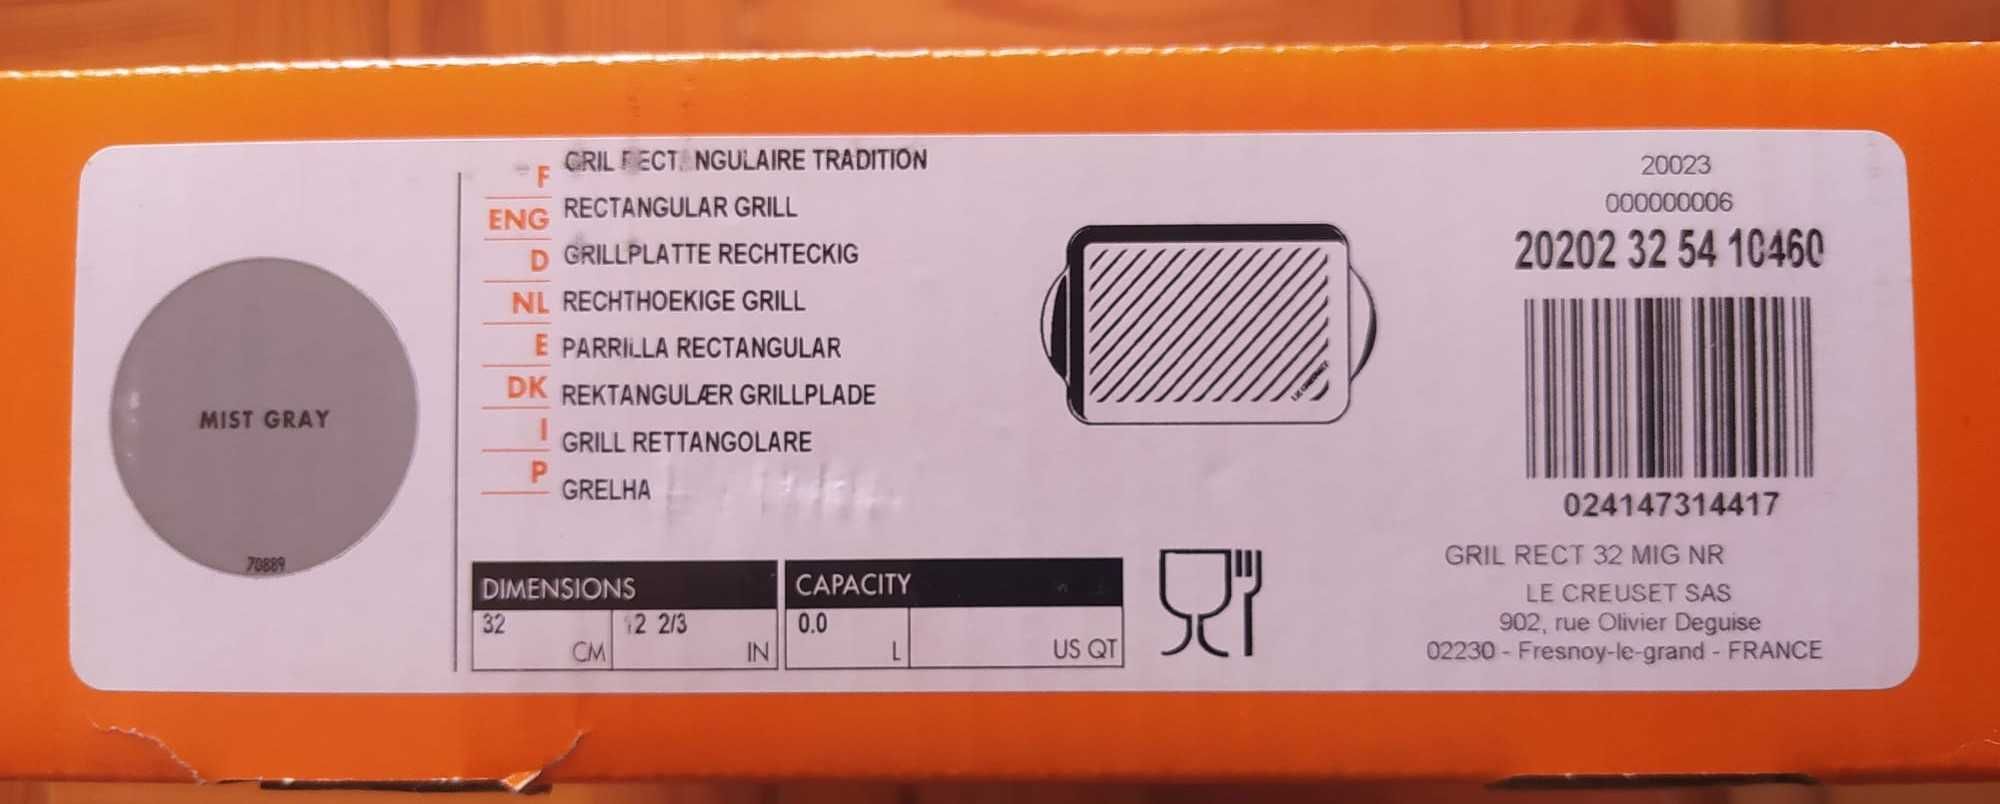 MIST GRAY
70889
F GRIL RECTANGULAIRE TRADITION
ENG RECTANGULAR GRILL
D GRILLPLATTE RECHTECKIG
NL RECHTHOEKIGE GRILL
E PARRILLA RECTANGULAR
DK REKTANGULÆR GRILLPLADE
I GRILL RETTANGOLARE
P GRELHA
DIMENSIONS
32 CM 12 2/3 IN
CAPACITY
0.0 L US QT
LE CREUSET
20023
000000006
20202 32 54 10460
024147314417
GRIL RECT 32 MIG NR
LE CREUSET SAS
902, rue Olivier Deguise
02230 - Fresnoy-le-grand - FRANCE